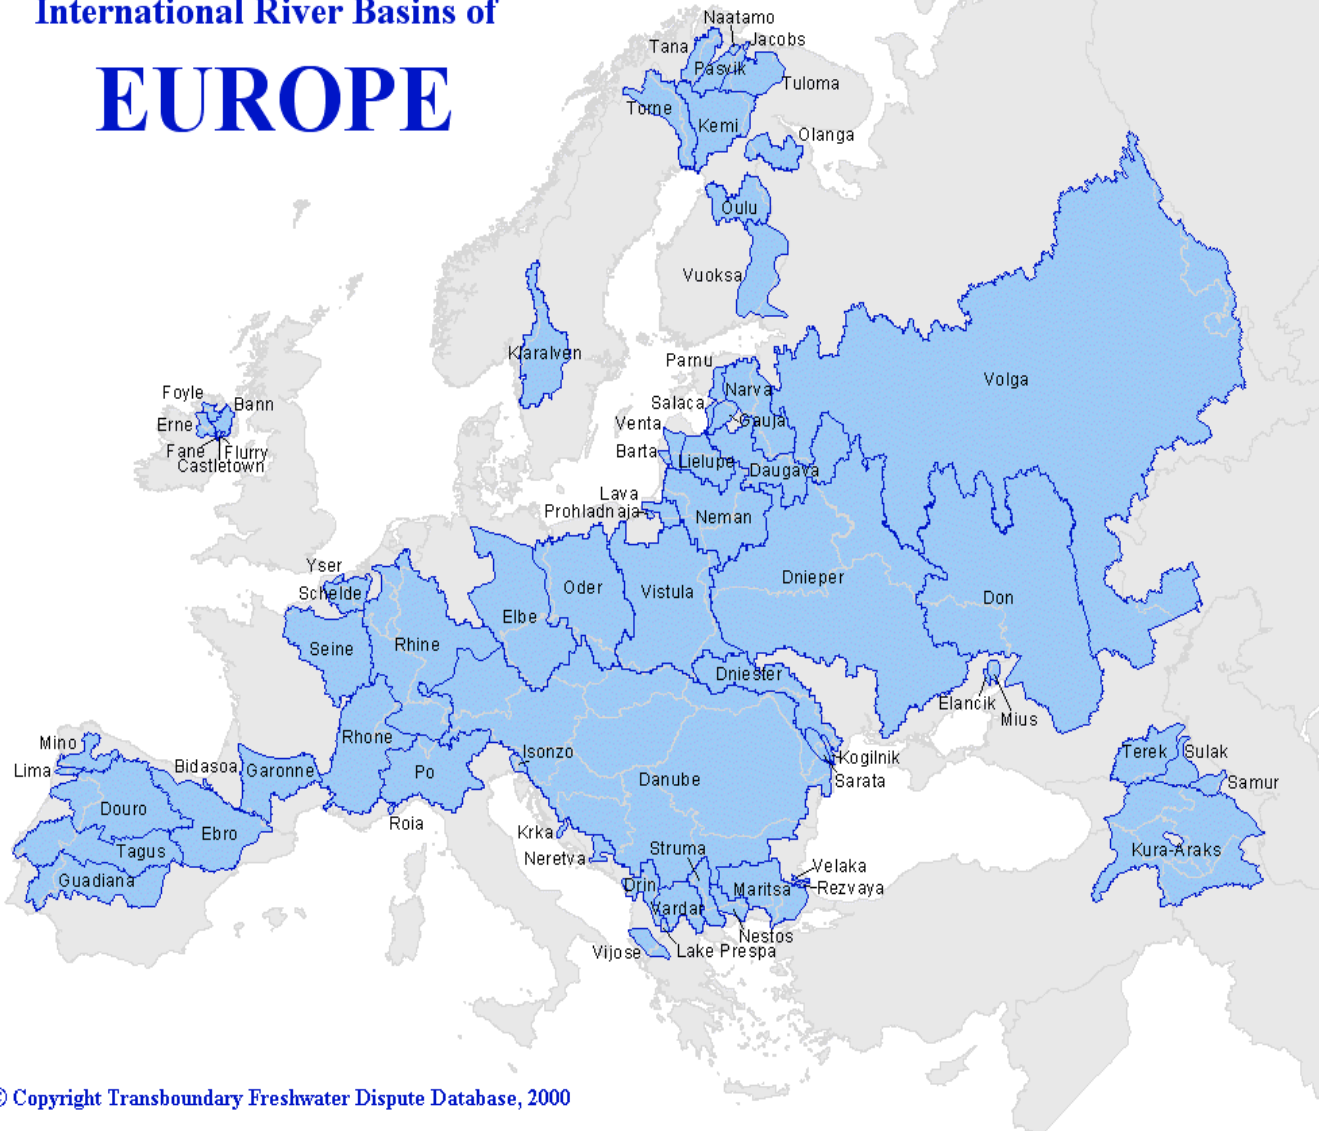 International River Basins of
EUROPE
Naatamo
Jacobs
Tana
Pasvik
Tuloma
Torne
Kemi
Olanga
Oulu
Vuoksa
Klaralven
Parnu
Narva
Volga
Foyle
Bann
Salaca
Erne
Venta
Gauja
Fane
Flurry
Barta
Lielupe
Castletown
Daugava
Lava
Prohladnaja
Neman
Yser
Schelde
Oder
Vistula
Dnieper
Elbe
Don
Seine
Rhine
Dniester
Elancik
Mius
Mino
Rhone
Isonzo
Terek
Sulak
Lima
Bidasoa
Garonne
Po
Danube
Kogilnik
Sarata
Samur
Douro
Roia
Ebro
Krka
Tagus
Struma
Kura-Araks
Neretva
Velaka
Guadiana
Drin
Maritsa
Rezvaya
Vardar
Nestos
Vijose
Lake Prespa
© Copyright Transboundary Freshwater Dispute Database, 2000